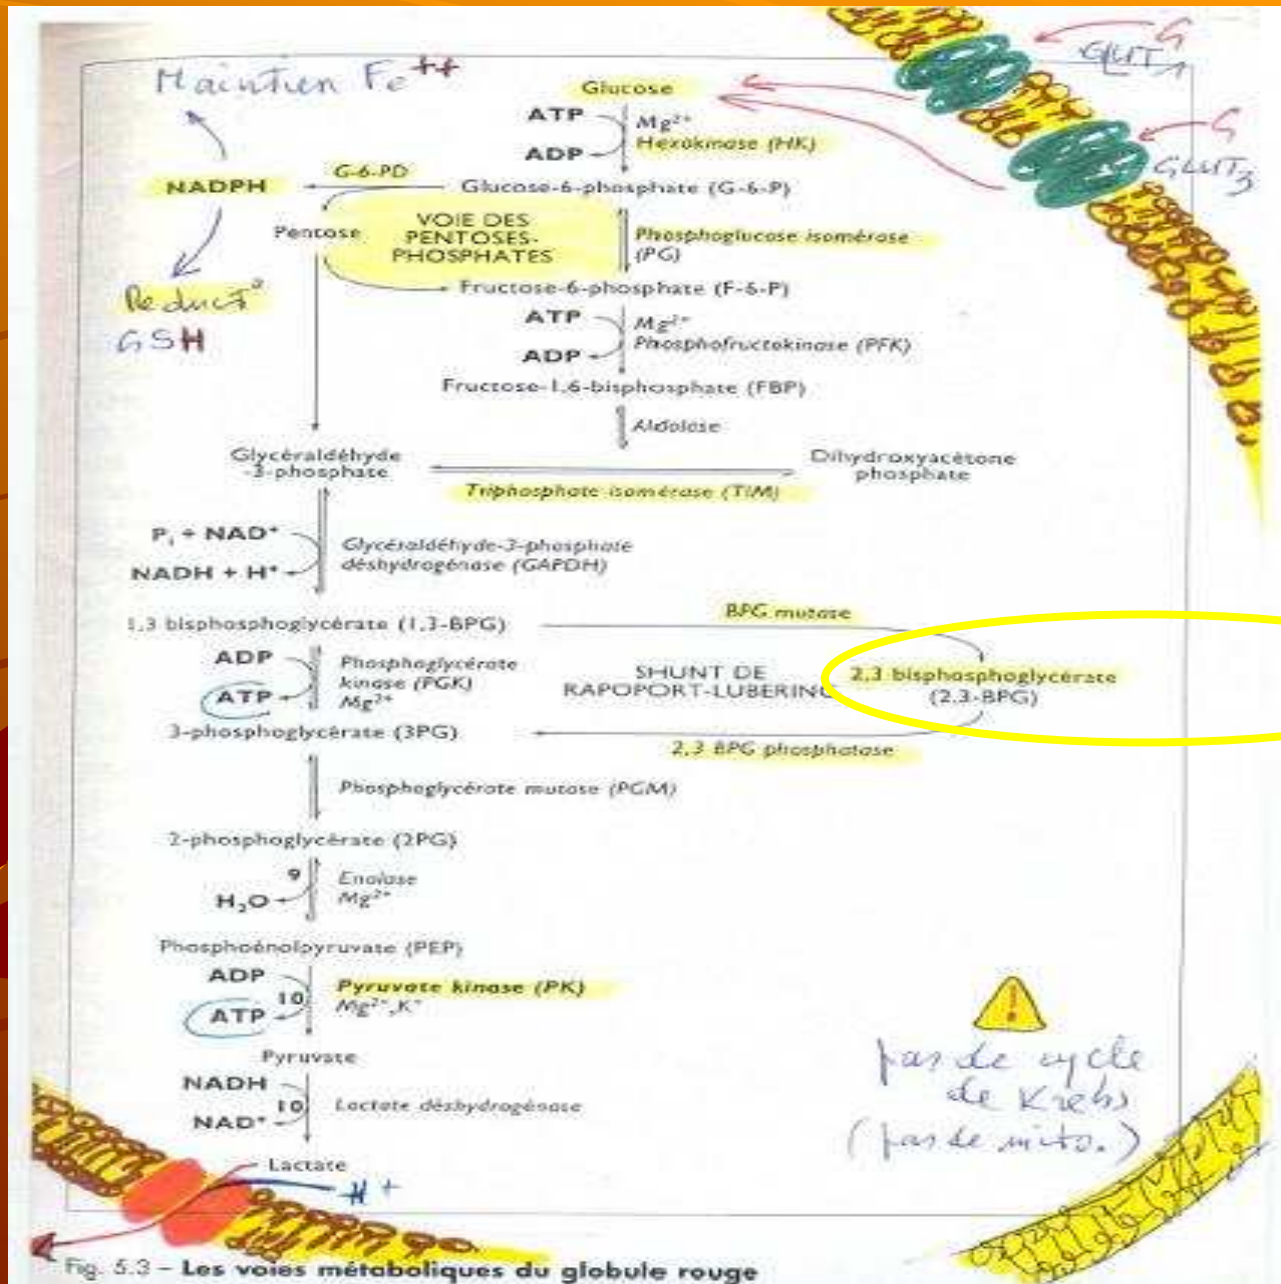 Maintien Fe++
G
GLUT1
Glucose
ATP
Mg²⁺
Hexokinase (HK)
ADP
G
GLUT3
G-6-PD
NADPH
Glucose-6-phosphate (G-6-P)
Pentose
VOIE DES
PENTOSES-
PHOSPHATES
Phosphoglucose isomérase
(PG)
Reduct°
GSH
Fructose-6-phosphate (F-6-P)
ATP
Mg²⁺
Phosphofructokinase (PFK)
ADP
Fructose-1,6-bisphosphate (FBP)
Aldolase
Glycéraldéhyde
-3-phosphate
Dihydroxyacétone
phosphate
Triphosphate isomérase (TIM)
Pi + NAD⁺
Glycéraldéhyde-3-phosphate
déshydrogénase (GAPDH)
NADH + H⁺
BPG mutase
1,3 bisphosphoglycérate (1,3-BPG)
ADP
Phosphoglycérate
kinase (PGK)
Mg²⁺
ATP
SHUNT DE
RAPOPORT-LUBERING
2,3 bisphosphoglycérate
(2,3-BPG)
3-phosphoglycérate (3PG)
2,3 BPG phosphatase
Phosphoglycérate mutase (PGM)
2-phosphoglycérate (2PG)
9
Enolase
Mg²⁺
H₂O
Phosphoénolpyruvate (PEP)
ADP
10
Pyruvate kinase (PK)
Mg²⁺,K⁺
ATP
!
pas de cycle
de Krebs
(pas de mito.)
Pyruvate
NADH
10
Lactate déshydrogénase
NAD⁺
Lactate
H+
Fig. 5.3 – Les voies métaboliques du globule rouge